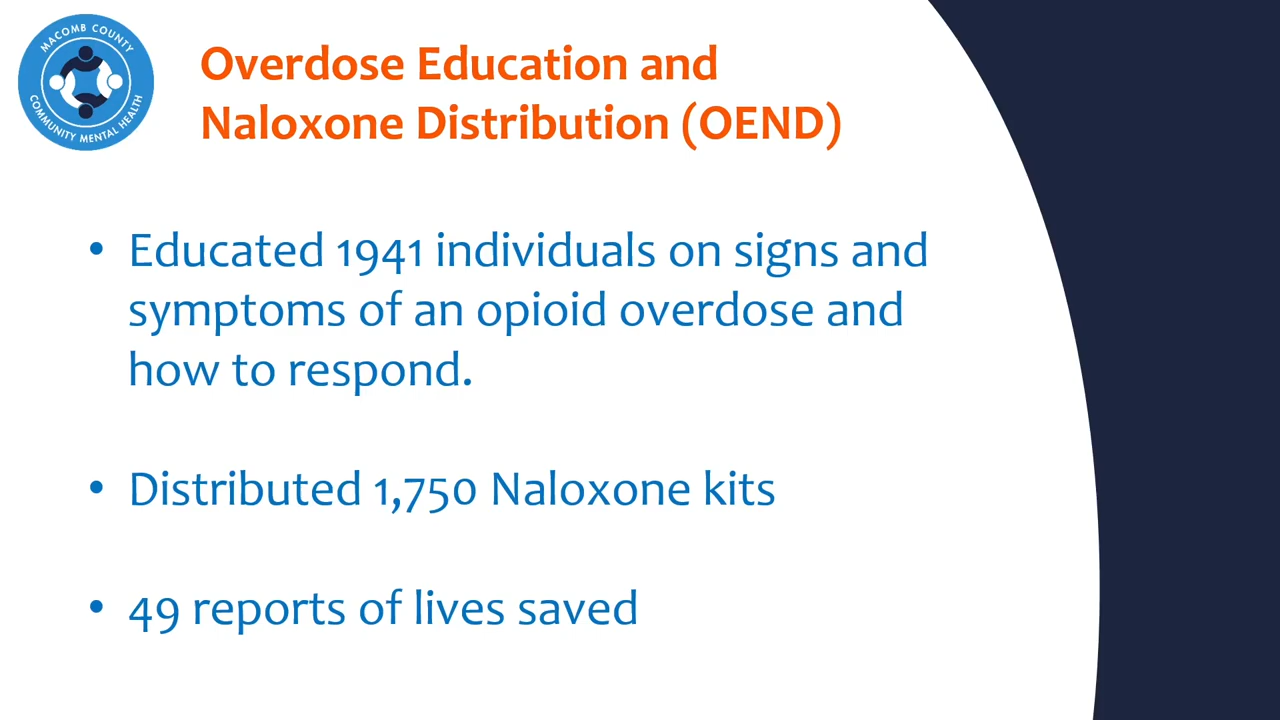 MACOMB COUNTY
COMMUNITY MENTAL HEALTH
Overdose Education and
Naloxone Distribution (OEND)
• Educated 1941 individuals on signs and
symptoms of an opioid overdose and
how to respond.
• Distributed 1,750 Naloxone kits
• 49 reports of lives saved